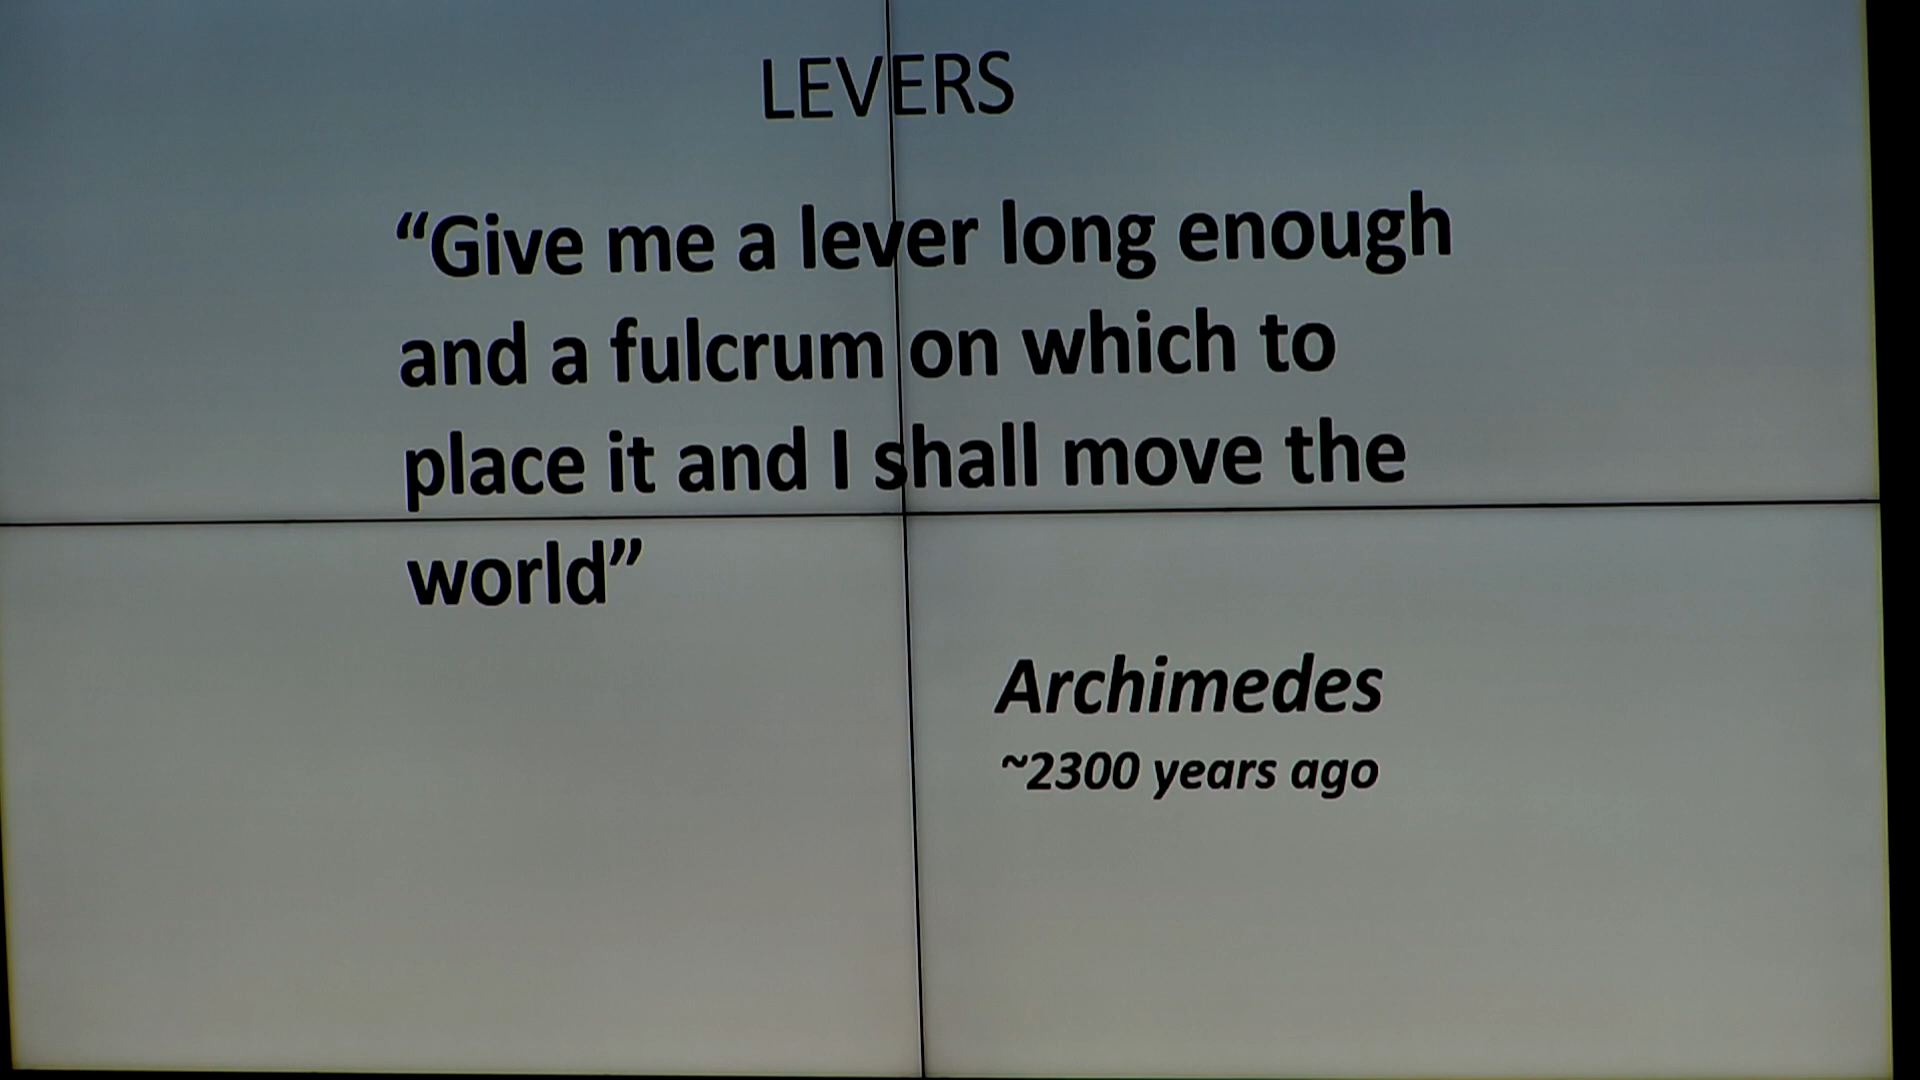 LEVERS
“Give me a lever long enough
and a fulcrum on which to
place it and I shall move the
world”
Archimedes
~2300 years ago